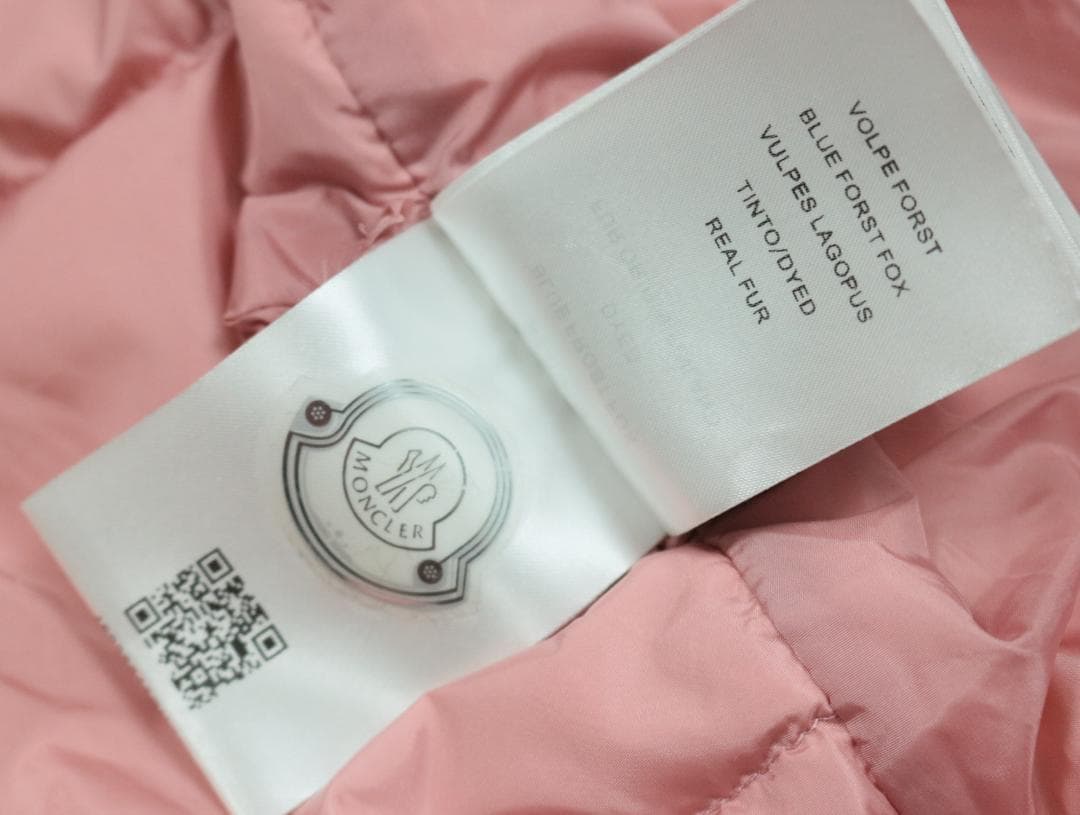 VOLPE FORST
BLUE FORST FOX
VULPES LAGOPUS
TINTO/DYED
REAL FUR
MONCLER